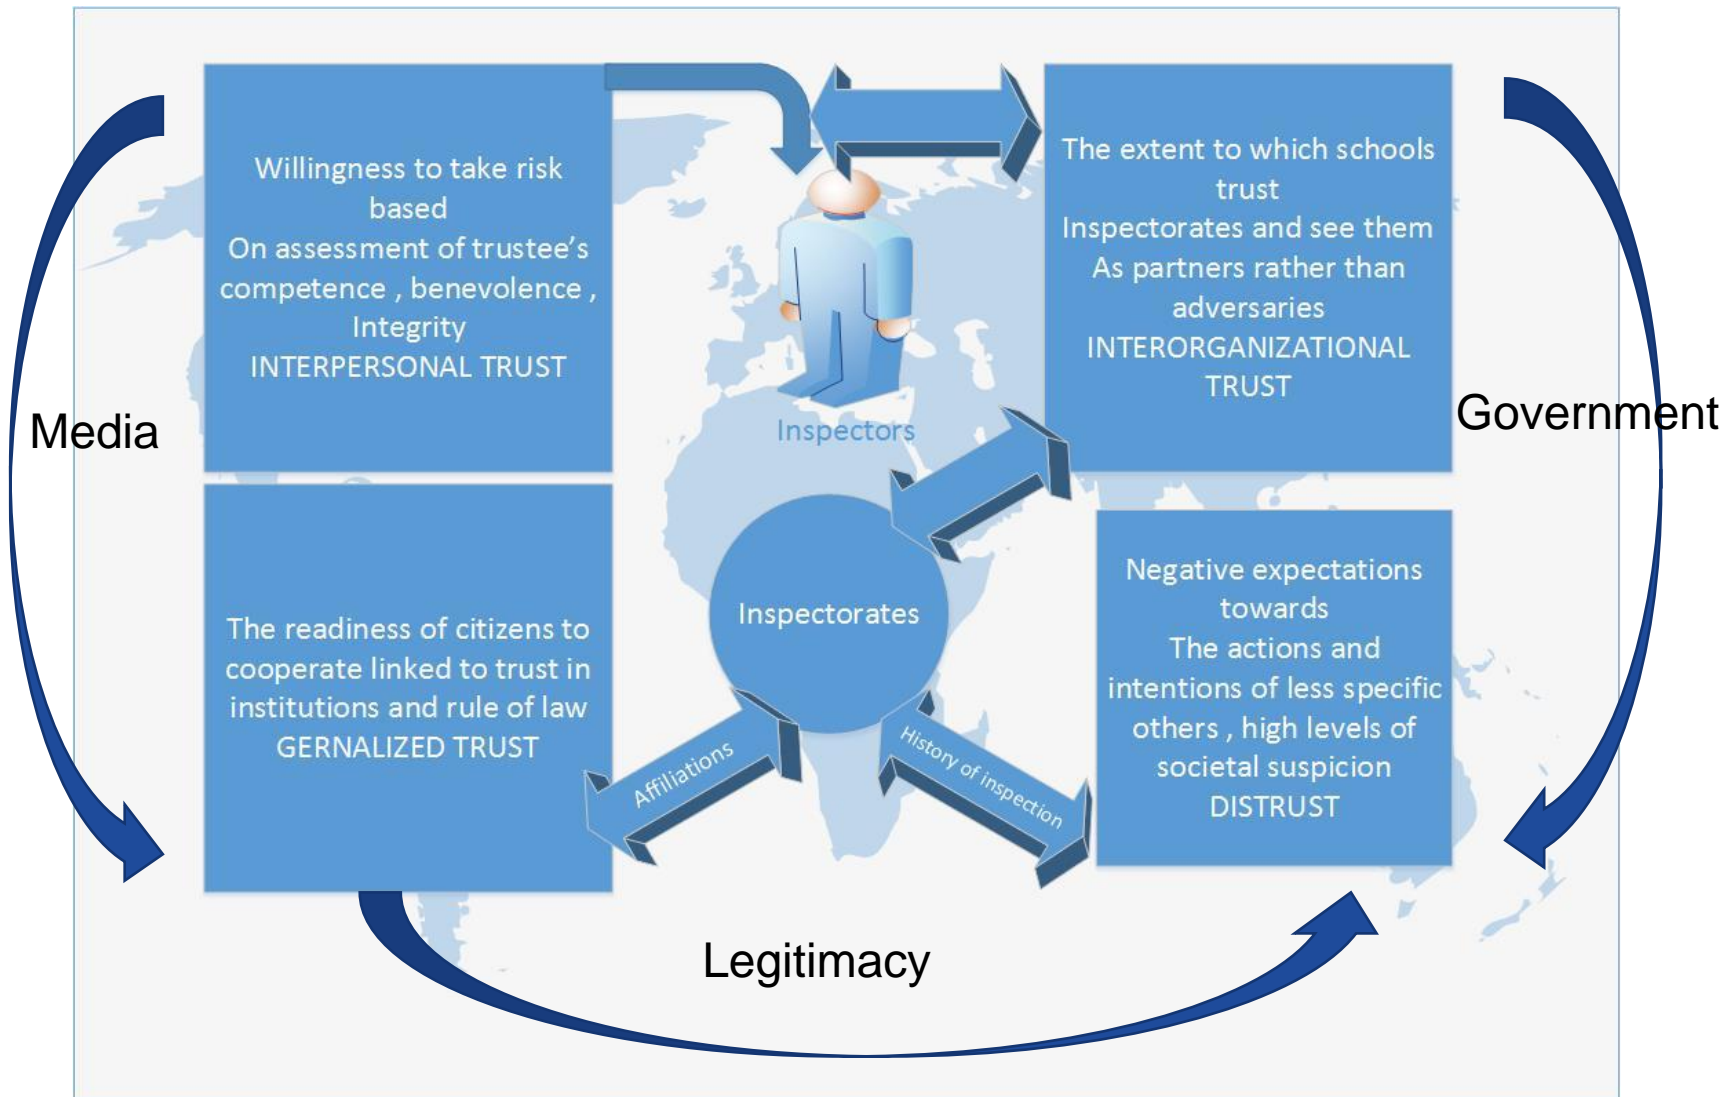 Willingness to take risk
based
On assessment of trustee’s
competence , benevolence ,
Integrity
INTERPERSONAL TRUST
The extent to which schools
trust
Inspectorates and see them
As partners rather than
adversaries
INTERORGANIZATIONAL
TRUST
Media
Inspectors
Government
The readiness of citizens to
cooperate linked to trust in
institutions and rule of law
GERNALIZED TRUST
Inspectorates
Negative expectations
towards
The actions and
intentions of less specific
others , high levels of
societal suspicion
DISTRUST
Affiliations
History of inspection
Legitimacy